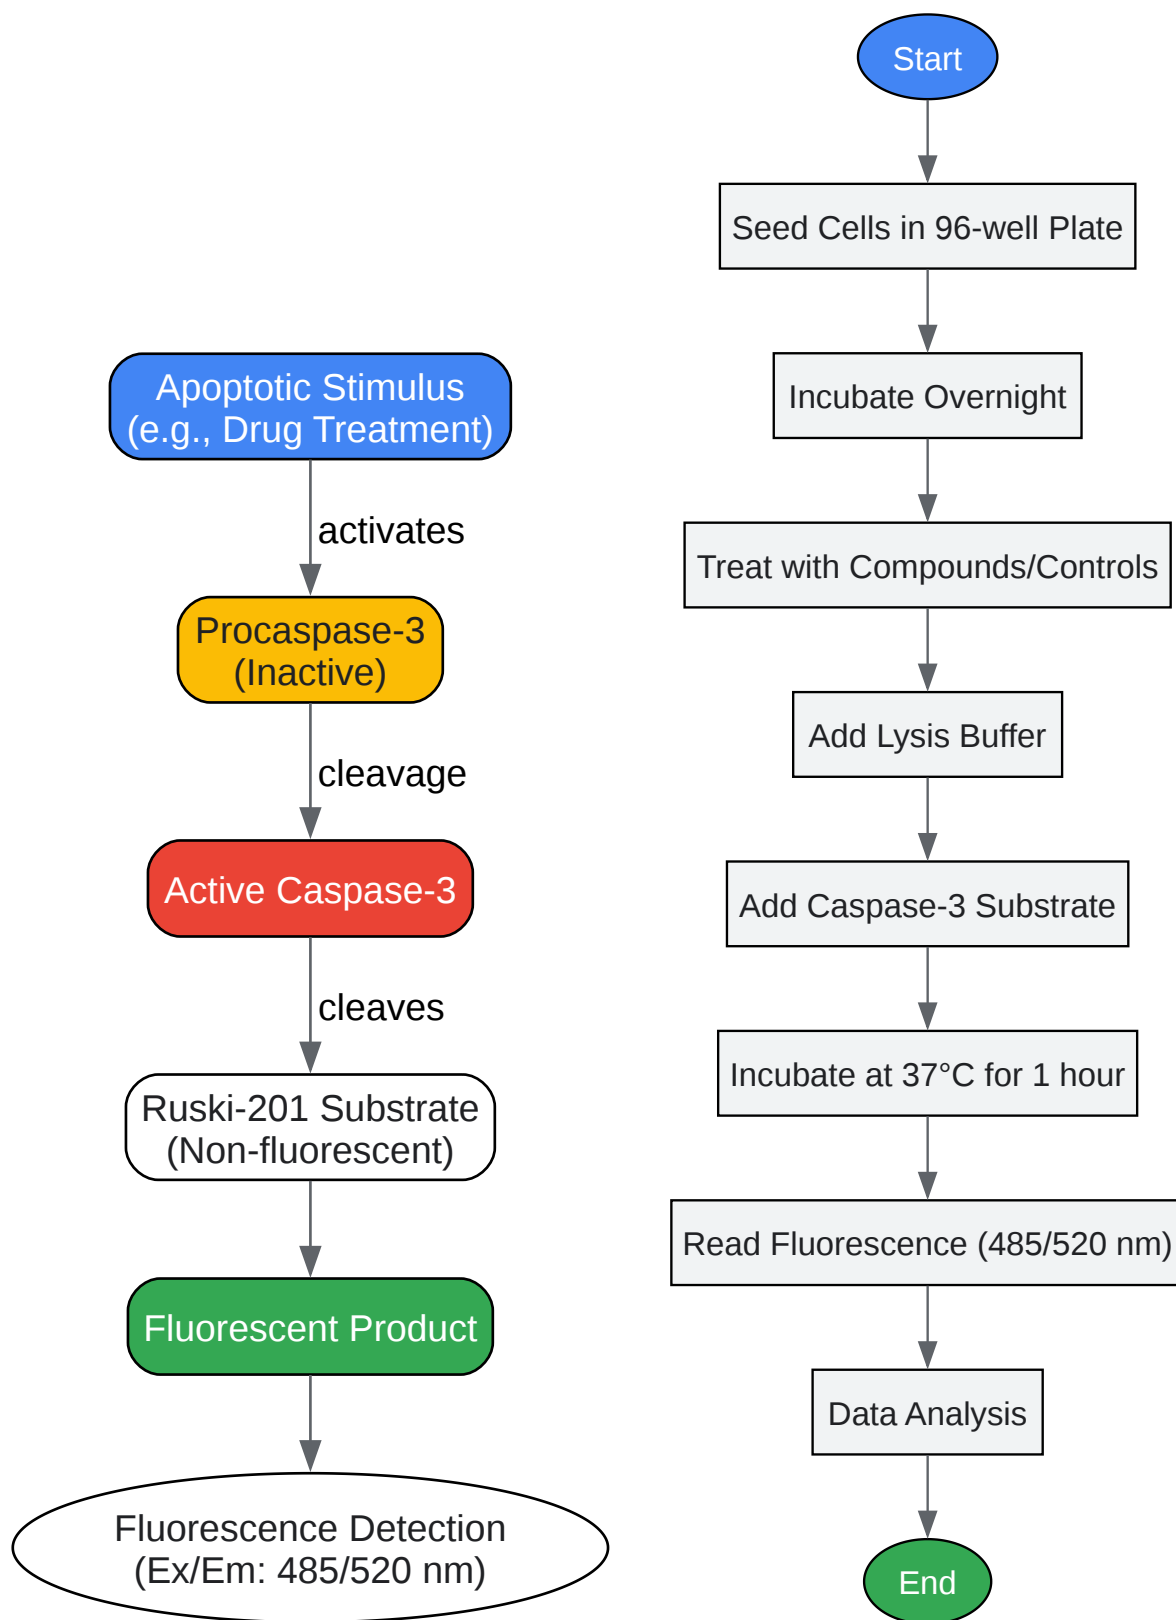 Apoptotic Stimulus
(e.g., Drug Treatment)
activates
Procaspase-3
(Inactive)
cleavage
Active Caspase-3
cleaves
Ruski-201 Substrate
(Non-fluorescent)
Fluorescent Product
Fluorescence Detection
(Ex/Em: 485/520 nm)
Start
Seed Cells in 96-well Plate
Incubate Overnight
Treat with Compounds/Controls
Add Lysis Buffer
Add Caspase-3 Substrate
Incubate at 37°C for 1 hour
Read Fluorescence (485/520 nm)
Data Analysis
End